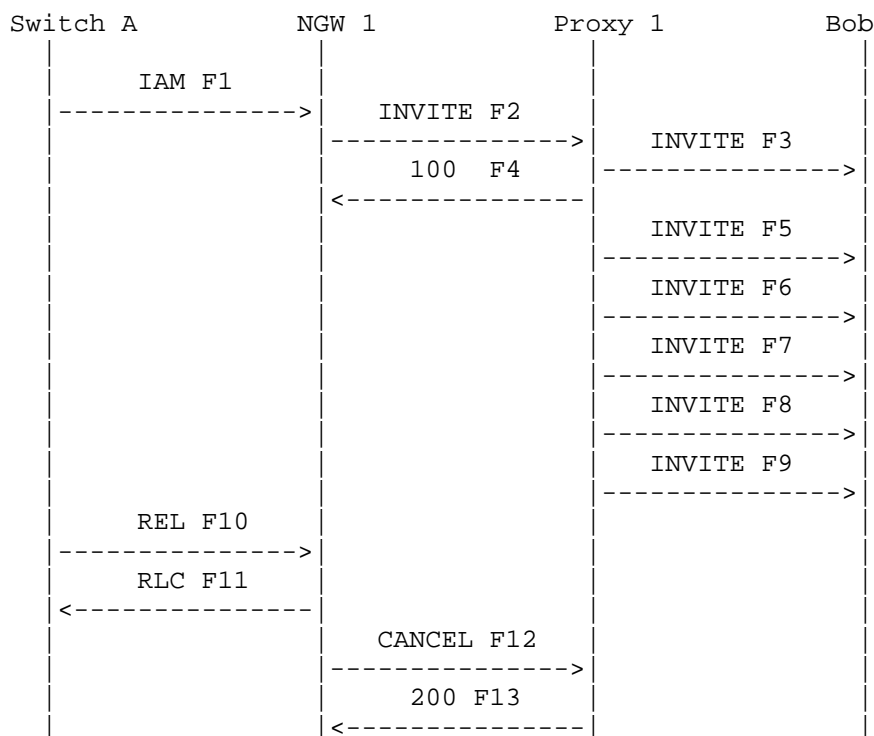 Switch A NGW 1 Proxy 1 Bob
IAM F1
INVITE F2
INVITE F3
100 F4
INVITE F5
INVITE F6
INVITE F7
INVITE F8
INVITE F9
REL F10
RLC F11
CANCEL F12
200 F13